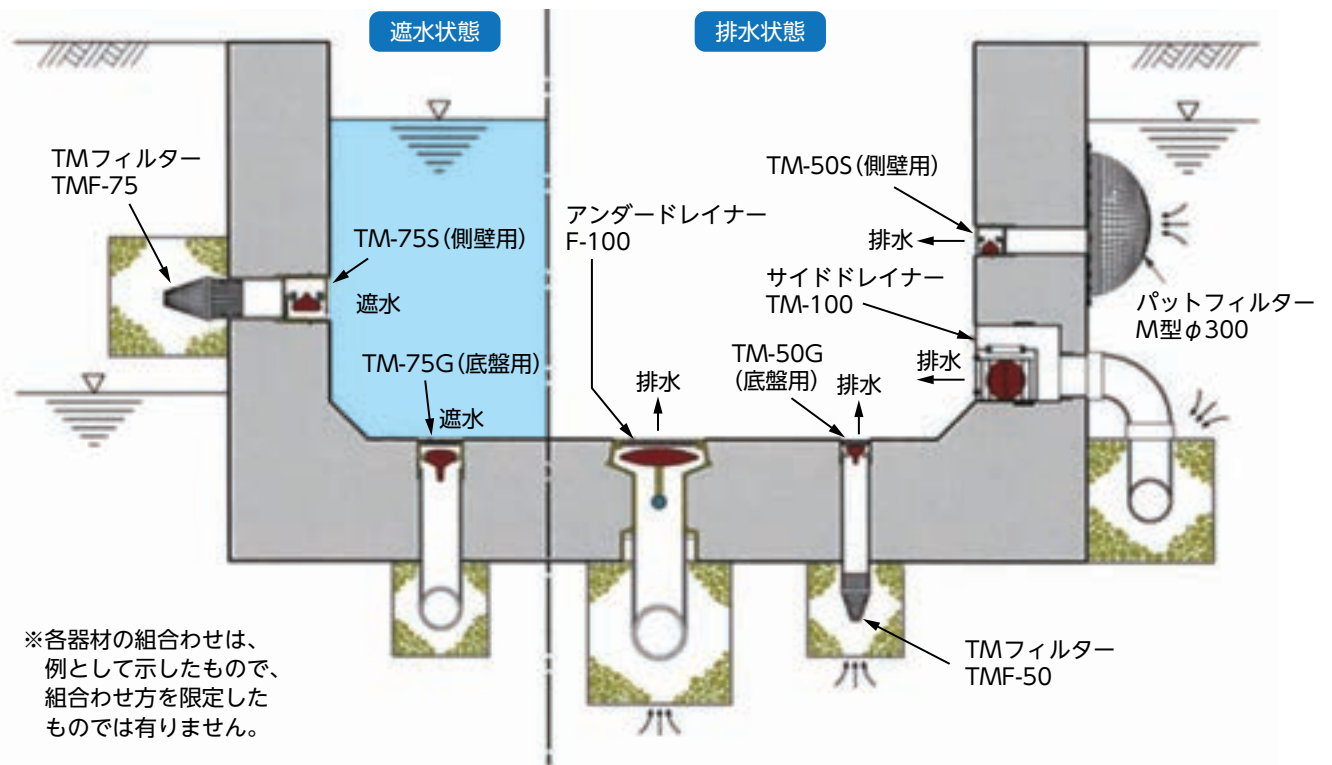 遮水状態
排水状態
TMフィルター
TMF-75
TM-75S(側壁用)
遮水
TM-75G(底盤用)
遮水
アンダードレイナー
F-100
排水
TM-50G
(底盤用)
排水
TM-50S(側壁用)
排水
サイドドレイナー
TM-100
排水
パットフィルター
M型φ300
TMフィルター
TMF-50
※各器材の組合わせは、
例として示したもので、
組合わせ方を限定した
ものでは有りません。